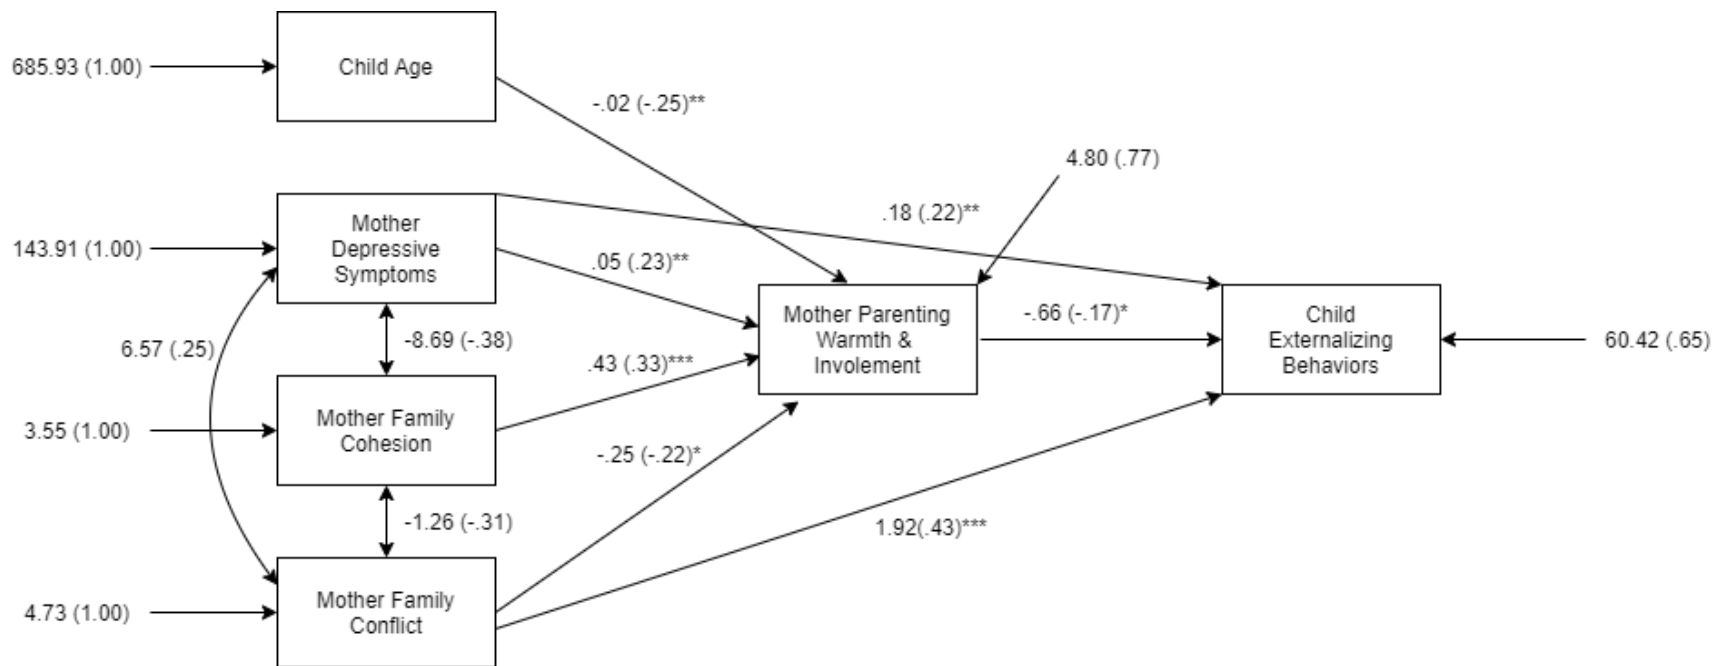 685.93 (1.00)
Child Age
-.02 (-.25)**
4.80 (.77)
143.91 (1.00)
Mother
Depressive
Symptoms
.18 (.22)**
.05 (.23)**
6.57 (.25)
-8.69 (-.38)
Mother Parenting
Warmth &
Involement
-.66 (-.17)*
Child
Externalizing
Behaviors
60.42 (.65)
.43 (.33)***
3.55 (1.00)
Mother Family
Cohesion
-.25 (-.22)*
-1.26 (-.31)
1.92(.43)***
4.73 (1.00)
Mother Family
Conflict